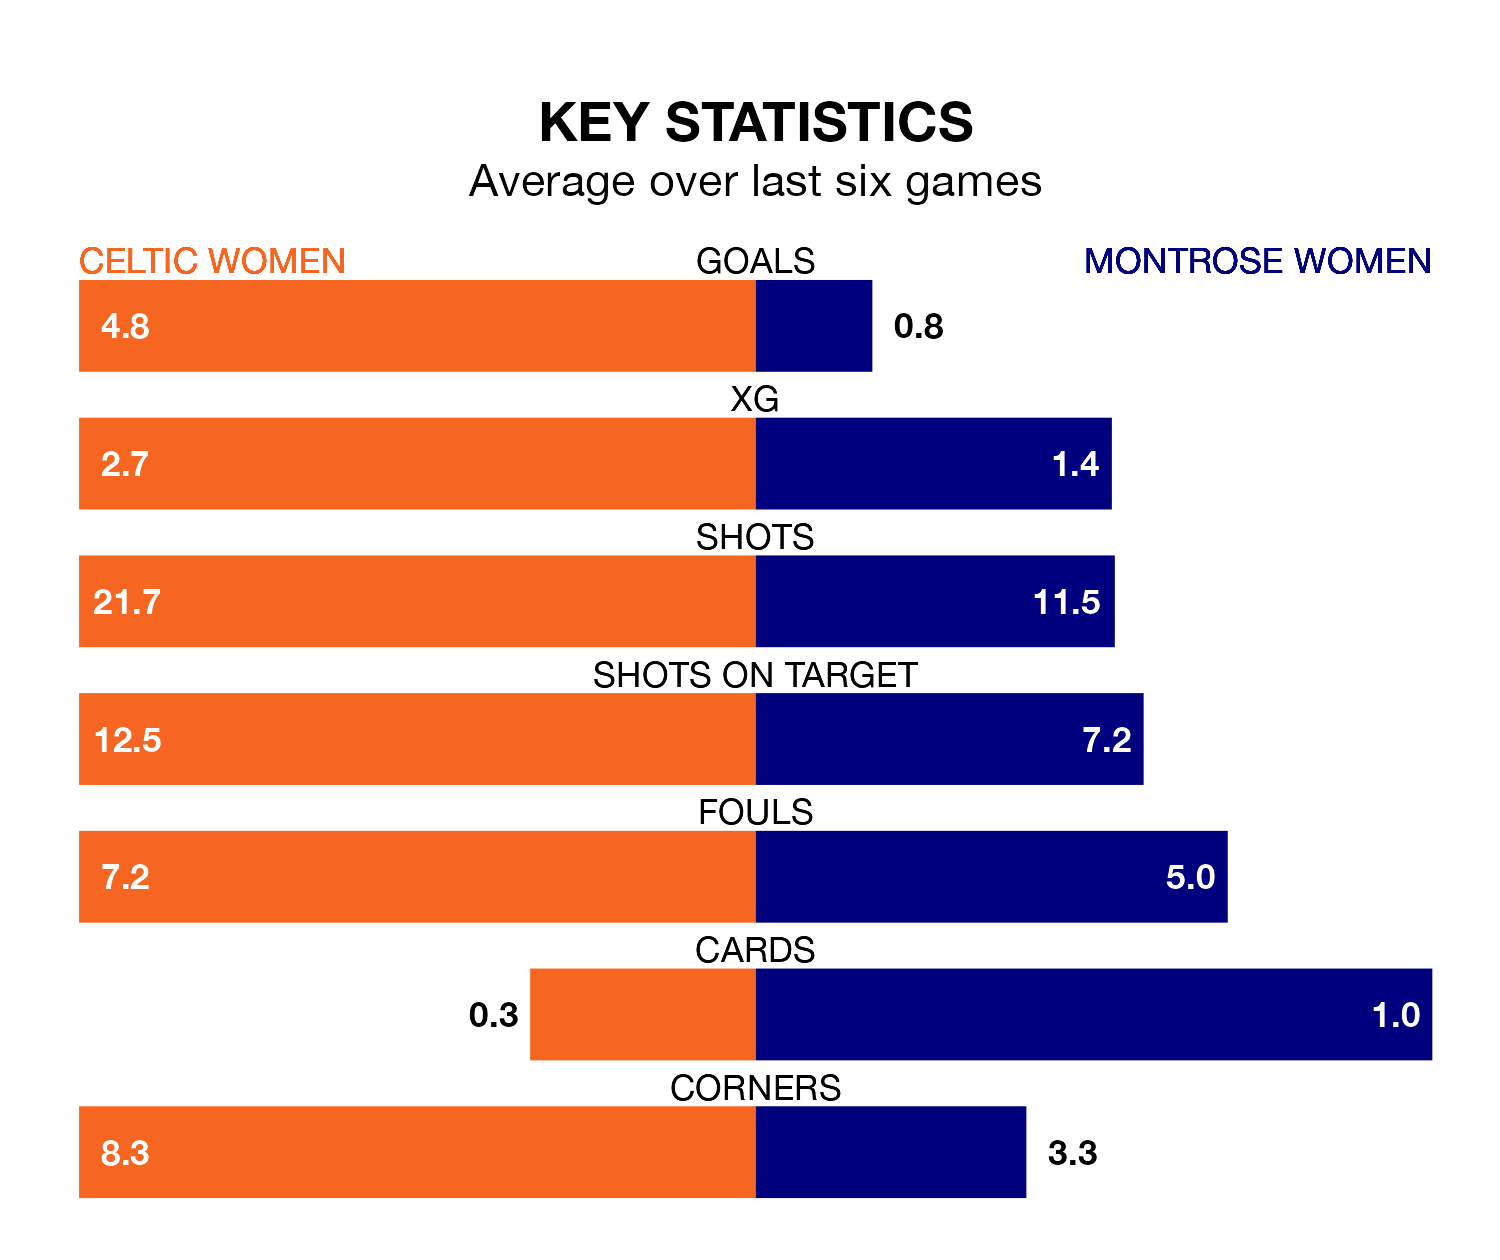 KEY STATISTICS
Average over last six games
CELTIC WOMEN GOALS MONTROSE WOMEN
4.8 0.8
XG
2.7 1.4
SHOTS
21.7 11.5
SHOTS ON TARGET
12.5 7.2
FOULS
7.2 5.0
CARDS
0.3 1.0
CORNERS
8.3 3.3